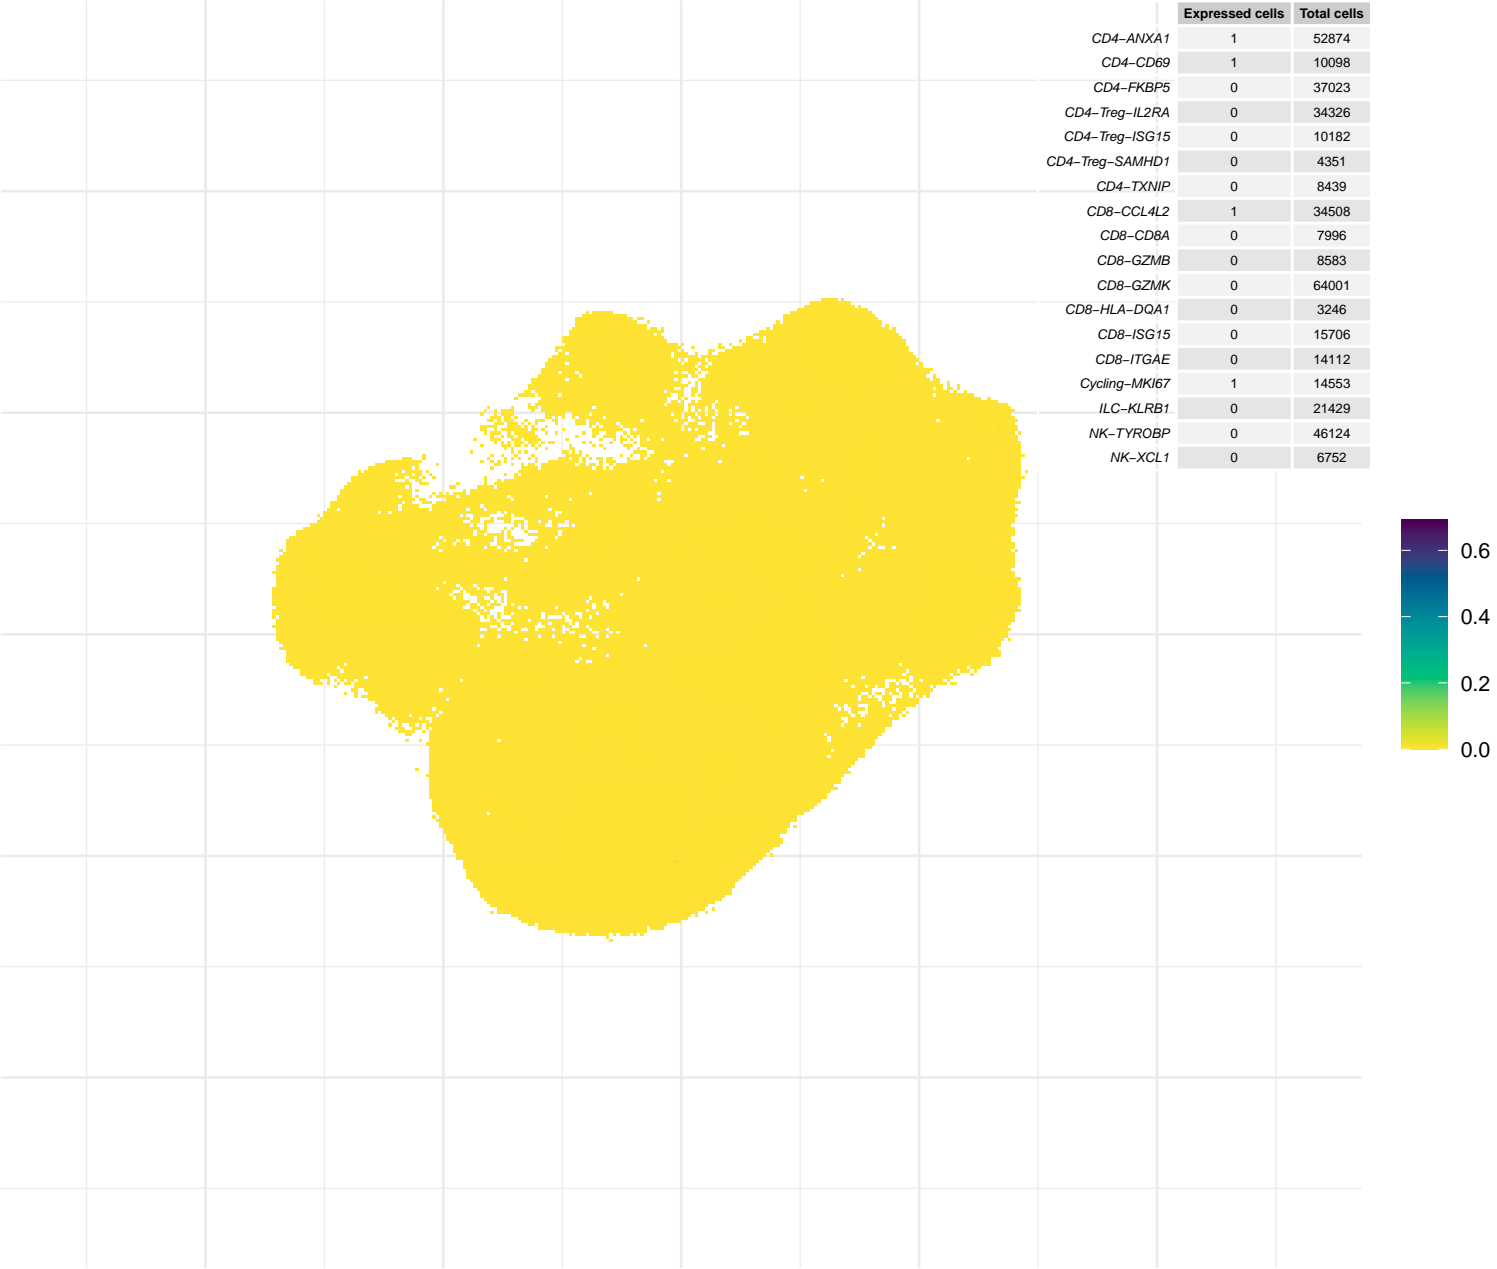 Expressed cells Total cells
CD4−ANXA1 1 52874
CD4−CD69 1 10098
CD4−FKBP5 0 37023
CD4−Treg−IL2RA 0 34326
CD4−Treg−ISG15 0 10182
CD4−Treg−SAMHD1 0 4351
CD4−TXNIP 0 8439
CD8−CCL4L2 1 34508
CD8−CD8A 0 7996
CD8−GZMB 0 8583
CD8−GZMK 0 64001
CD8−HLA−DQA1 0 3246
CD8−ISG15 0 15706
CD8−ITGAE 0 14112
Cycling−MKI67 1 14553
ILC−KLRB1 0 21429
NK−TYROBP 0 46124
NK−XCL1 0 6752
0.6
0.4
0.2
0.0